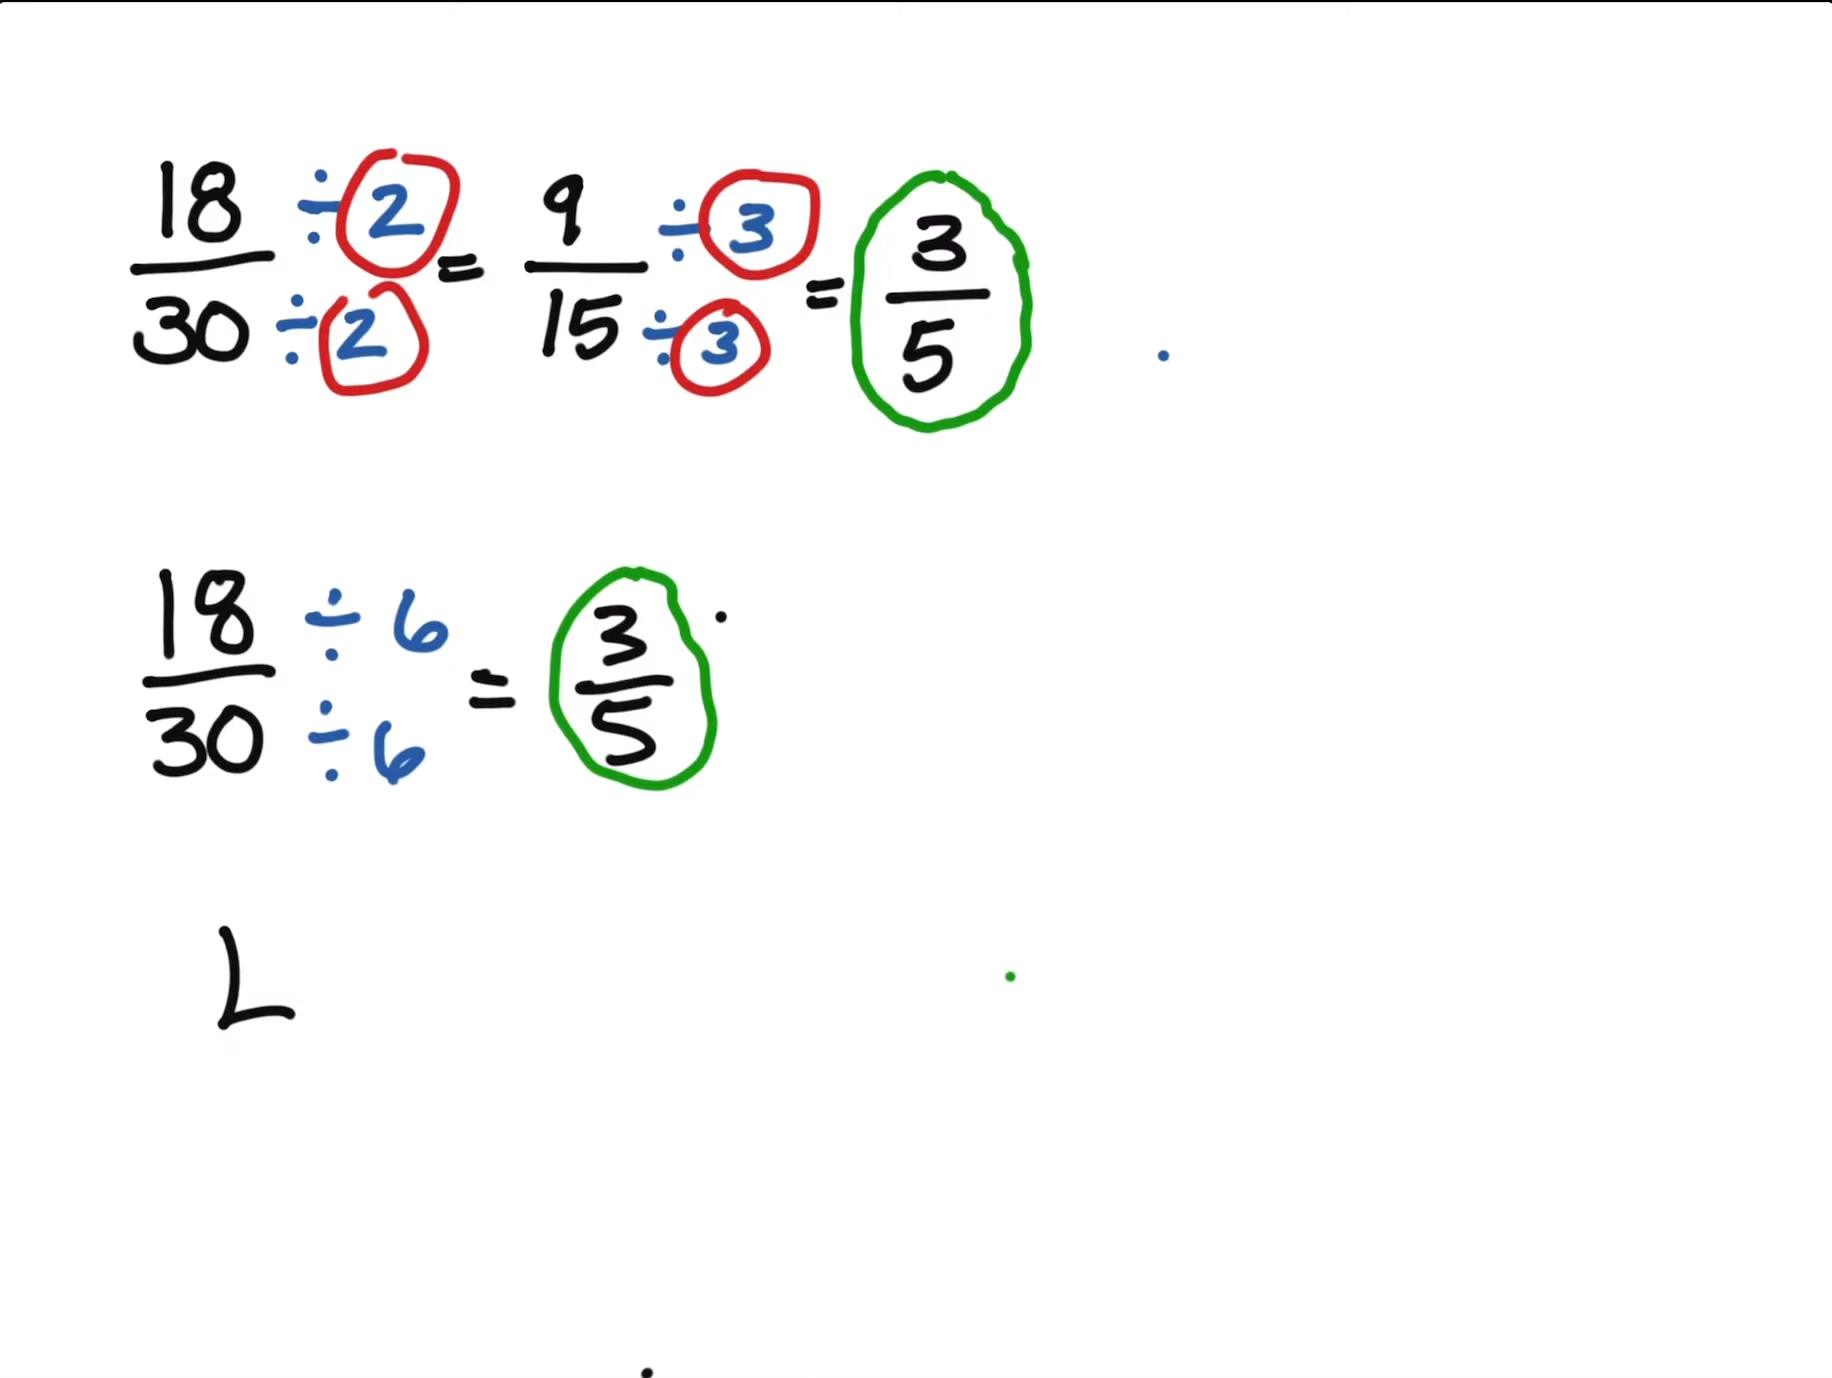 18/30 ÷2/÷2 = 9/15 ÷3/÷3 = 3/5
18/30 ÷6/÷6 = 3/5
L